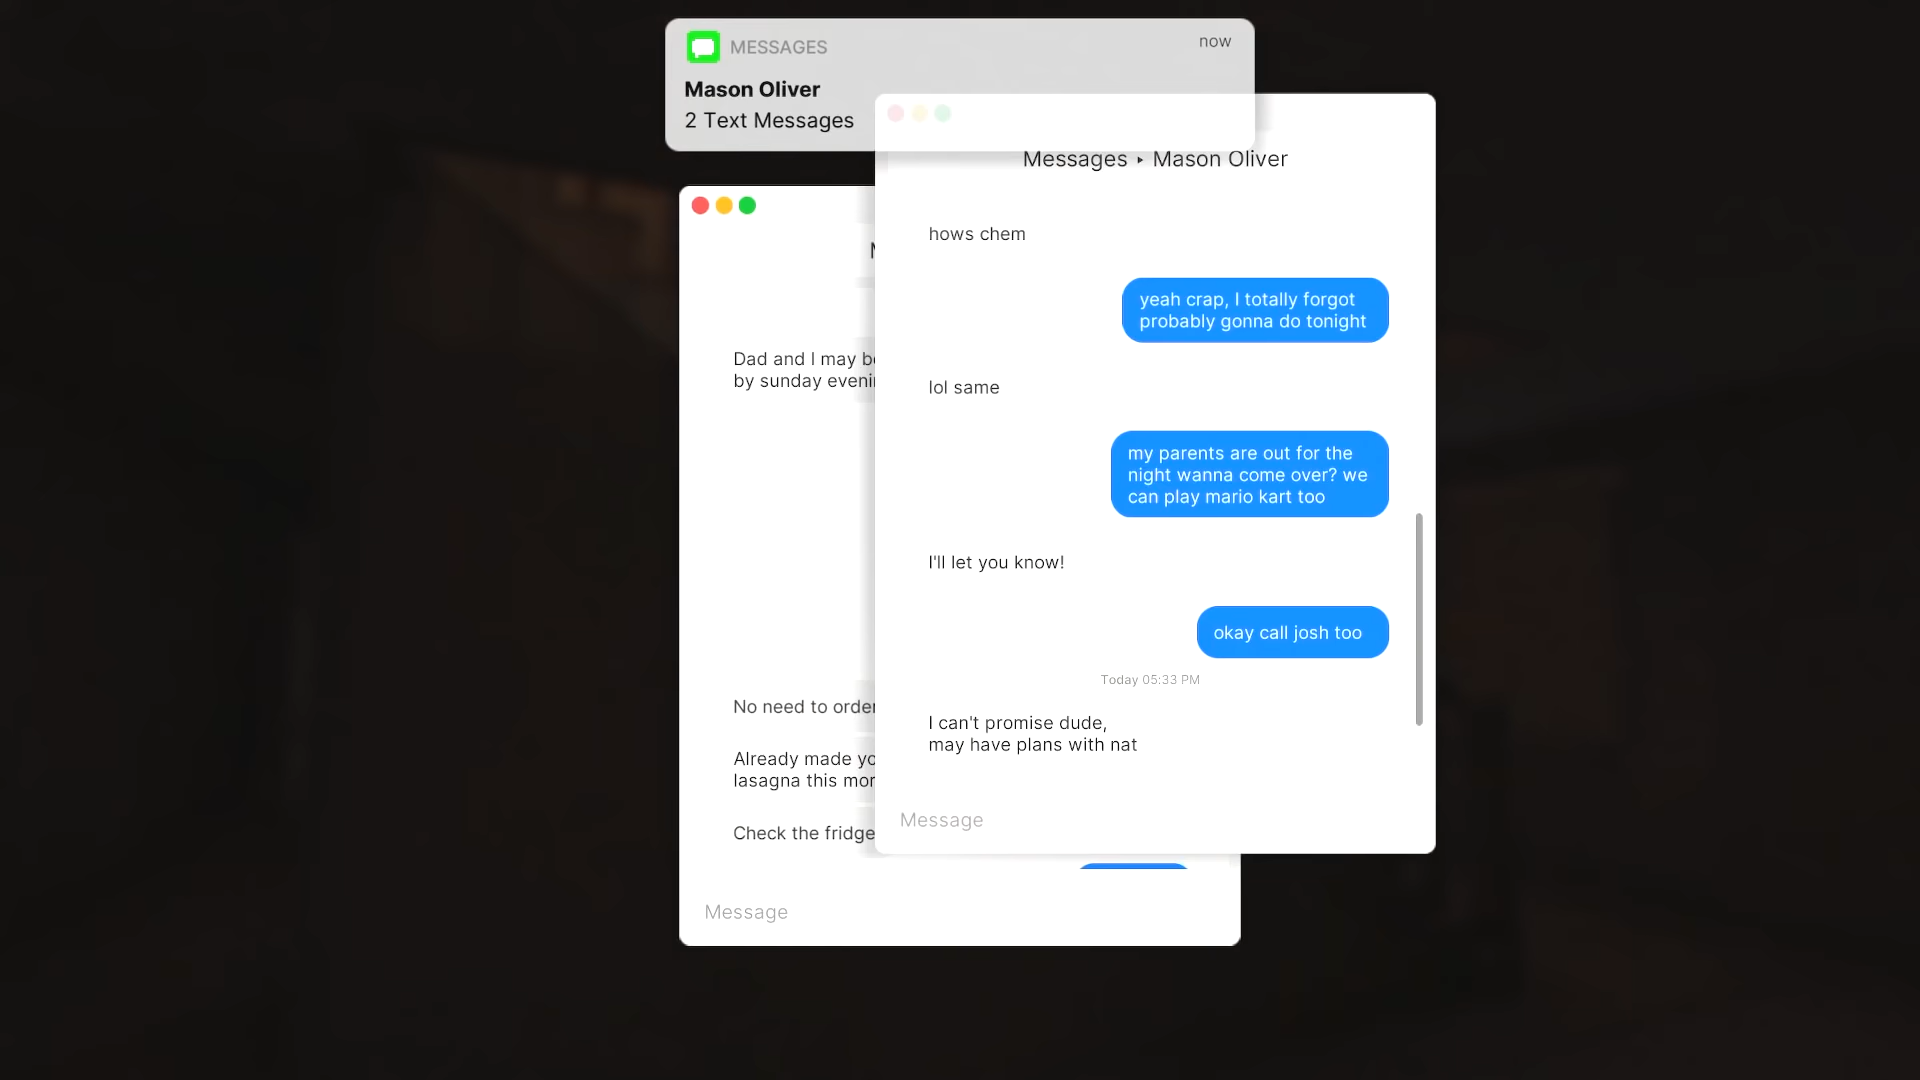 MESSAGES
now
Mason Oliver
2 Text Messages
Messages ‣ Mason Oliver
hows chem
yeah crap, I totally forgot
probably gonna do tonight
lol same
my parents are out for the
night wanna come over? we
can play mario kart too
I'll let you know!
okay call josh too
Today 05:33 PM
I can't promise dude,
may have plans with nat
Message
Dad and I may
by sunday
No need to order
Already made
lasagna this
Check the fridge
Message